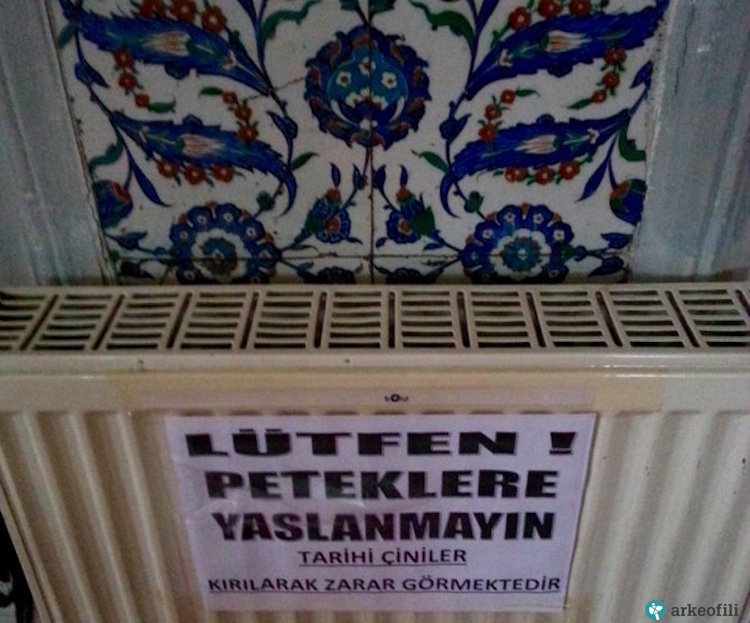 LÜTFEN !
PETEKLERE
YASLANMAYIN
TARİHİ ÇİNİLER
KIRILARAK ZARAR GÖRMEKTEDİR
arkeofili